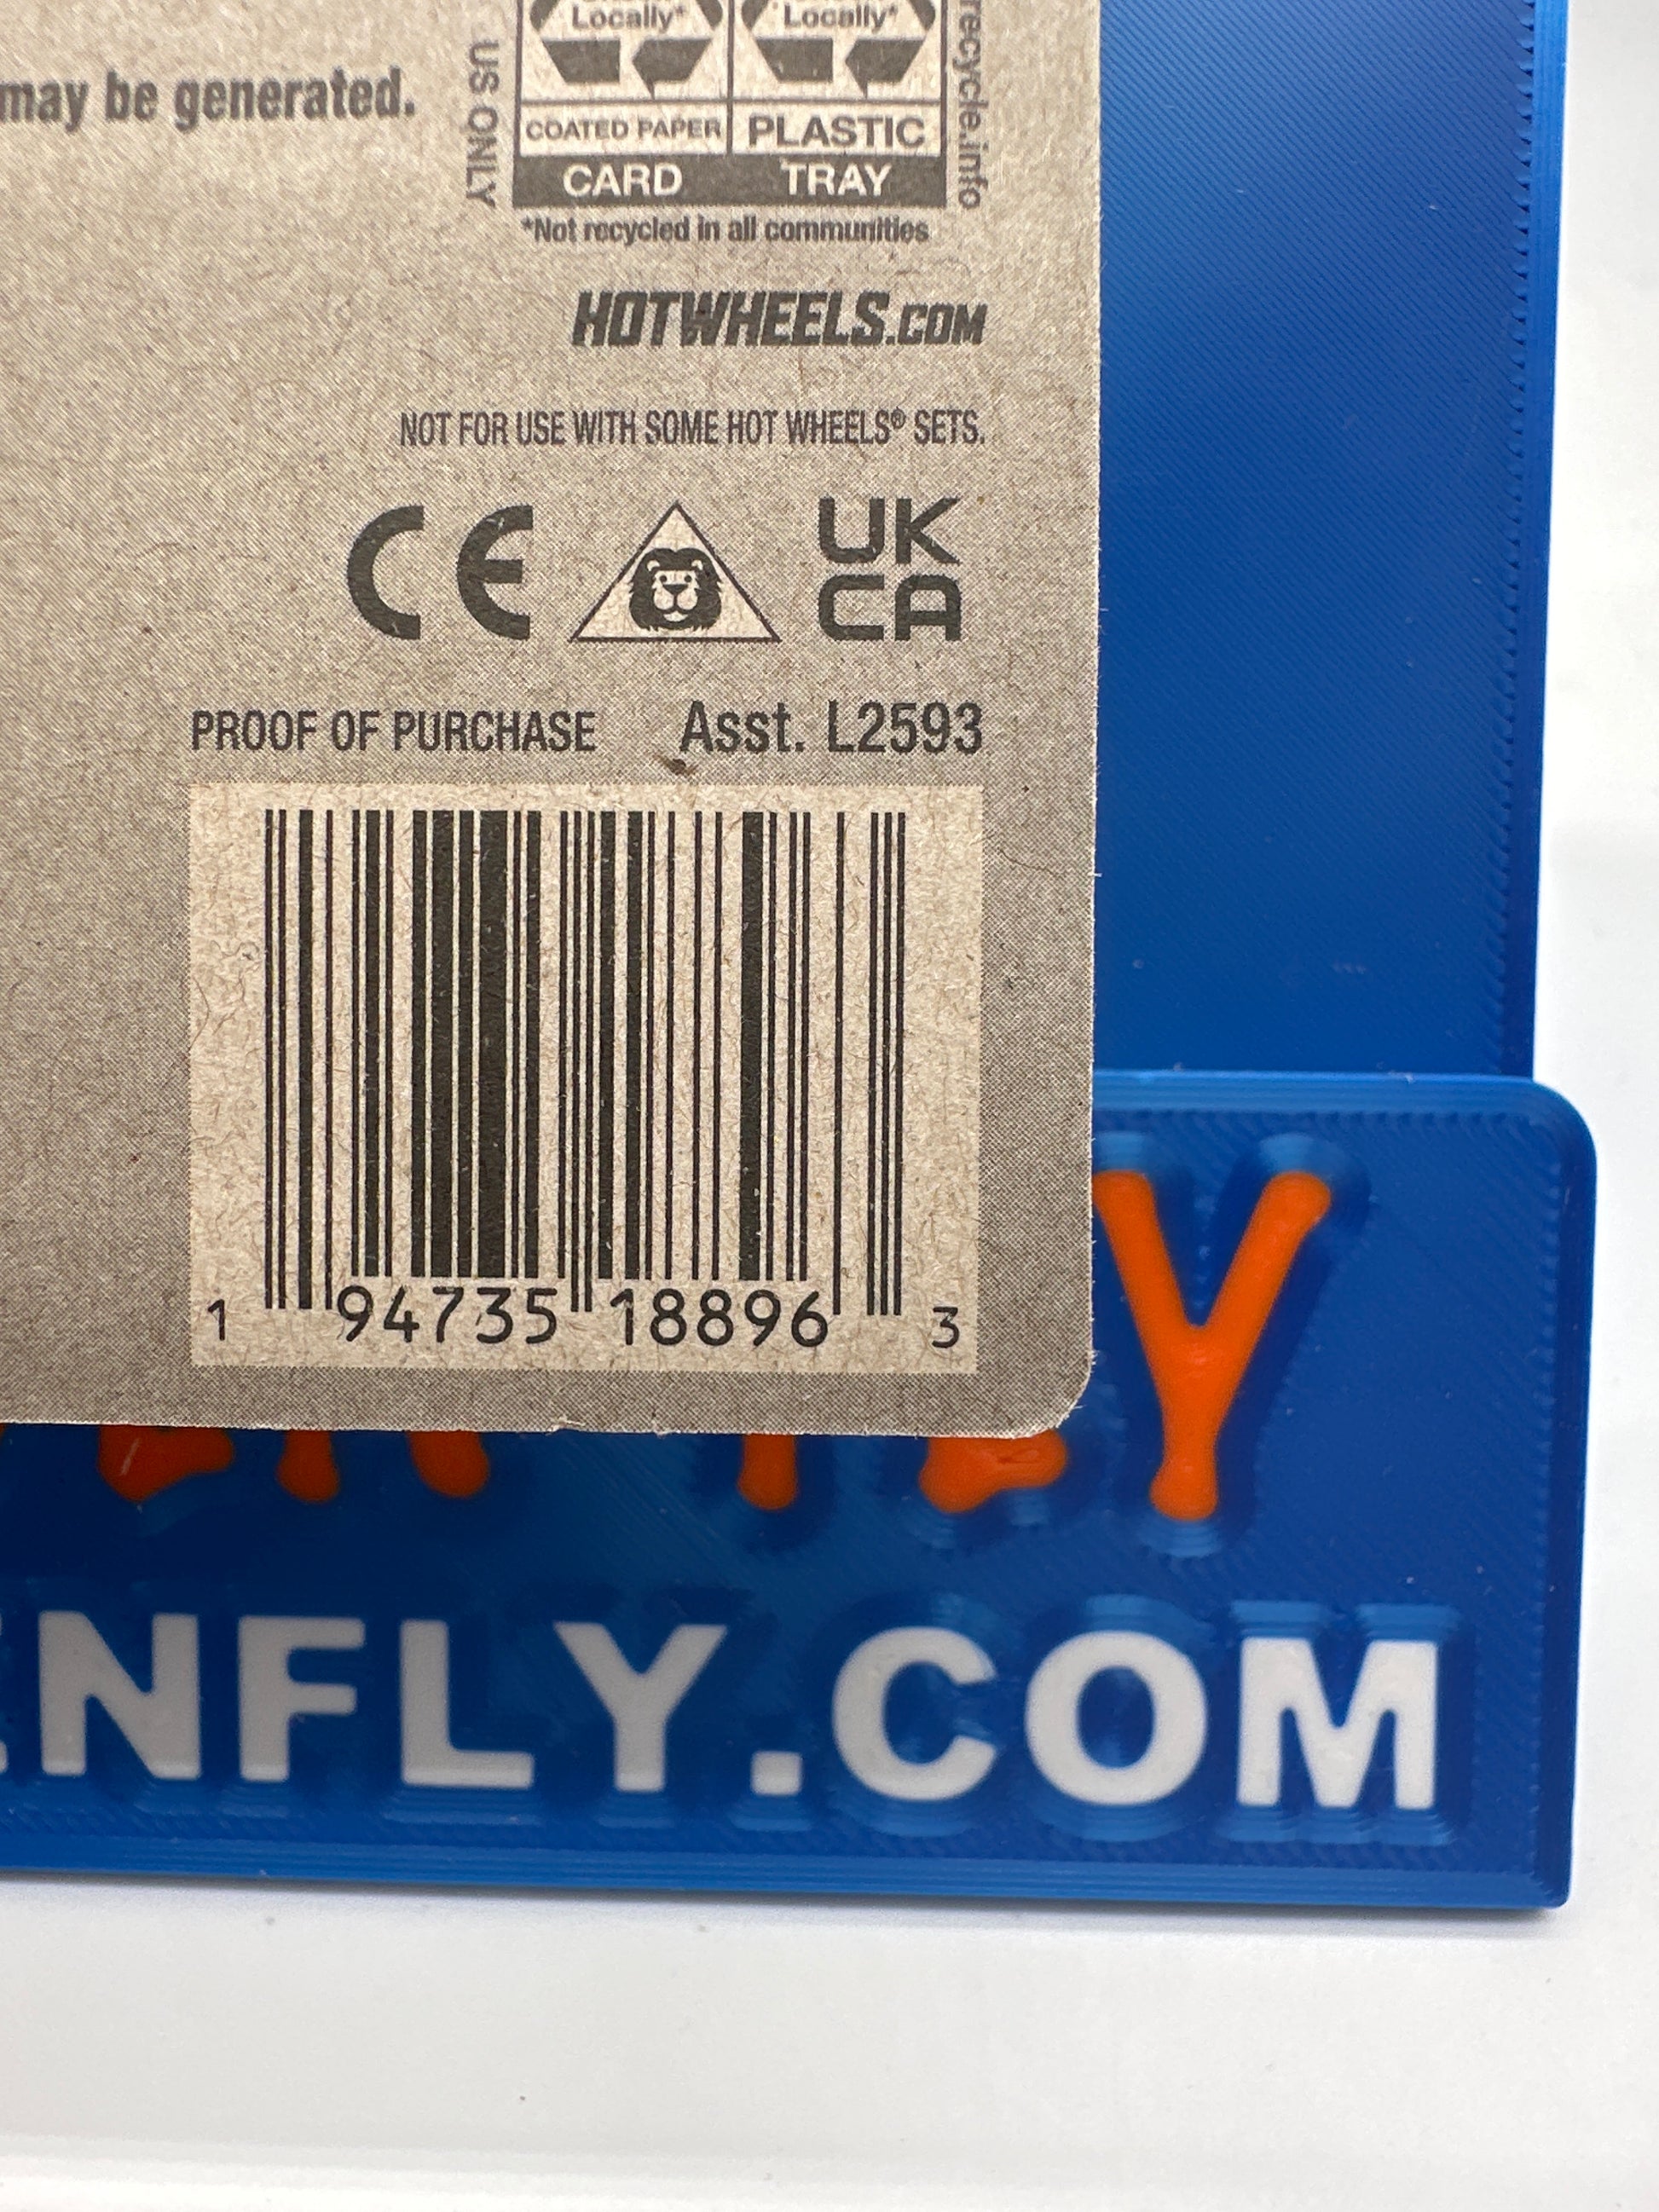 Locally* Locally*
may be generated.
US ONLY
recycle.info
COATED PAPER PLASTIC
CARD TRAY
*Not recycled in all communities
HOTWHEELS.COM
NOT FOR USE WITH SOME HOT WHEELS® SETS.
CE UK
CA
PROOF OF PURCHASE Asst. L2593
1 94735 18896 3
Y
NFLY.COM